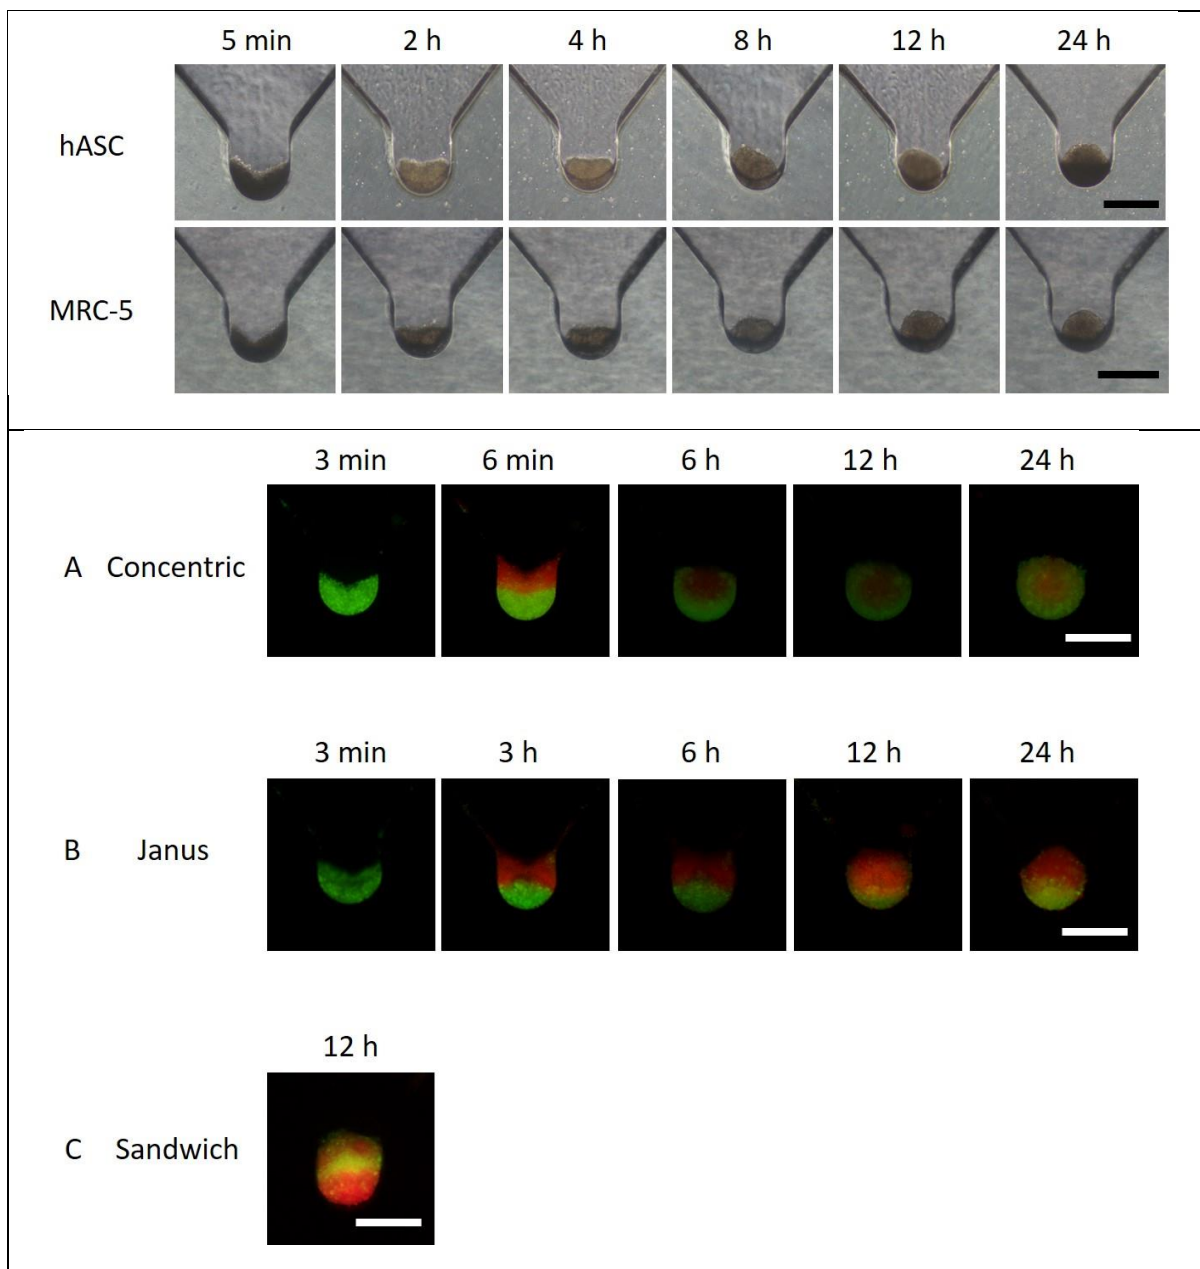 5 min 2 h 4 h 8 h 12 h 24 h
hASC
MRC-5
3 min 6 min 6 h 12 h 24 h
A Concentric
3 min 3 h 6 h 12 h 24 h
B Janus
12 h
C Sandwich